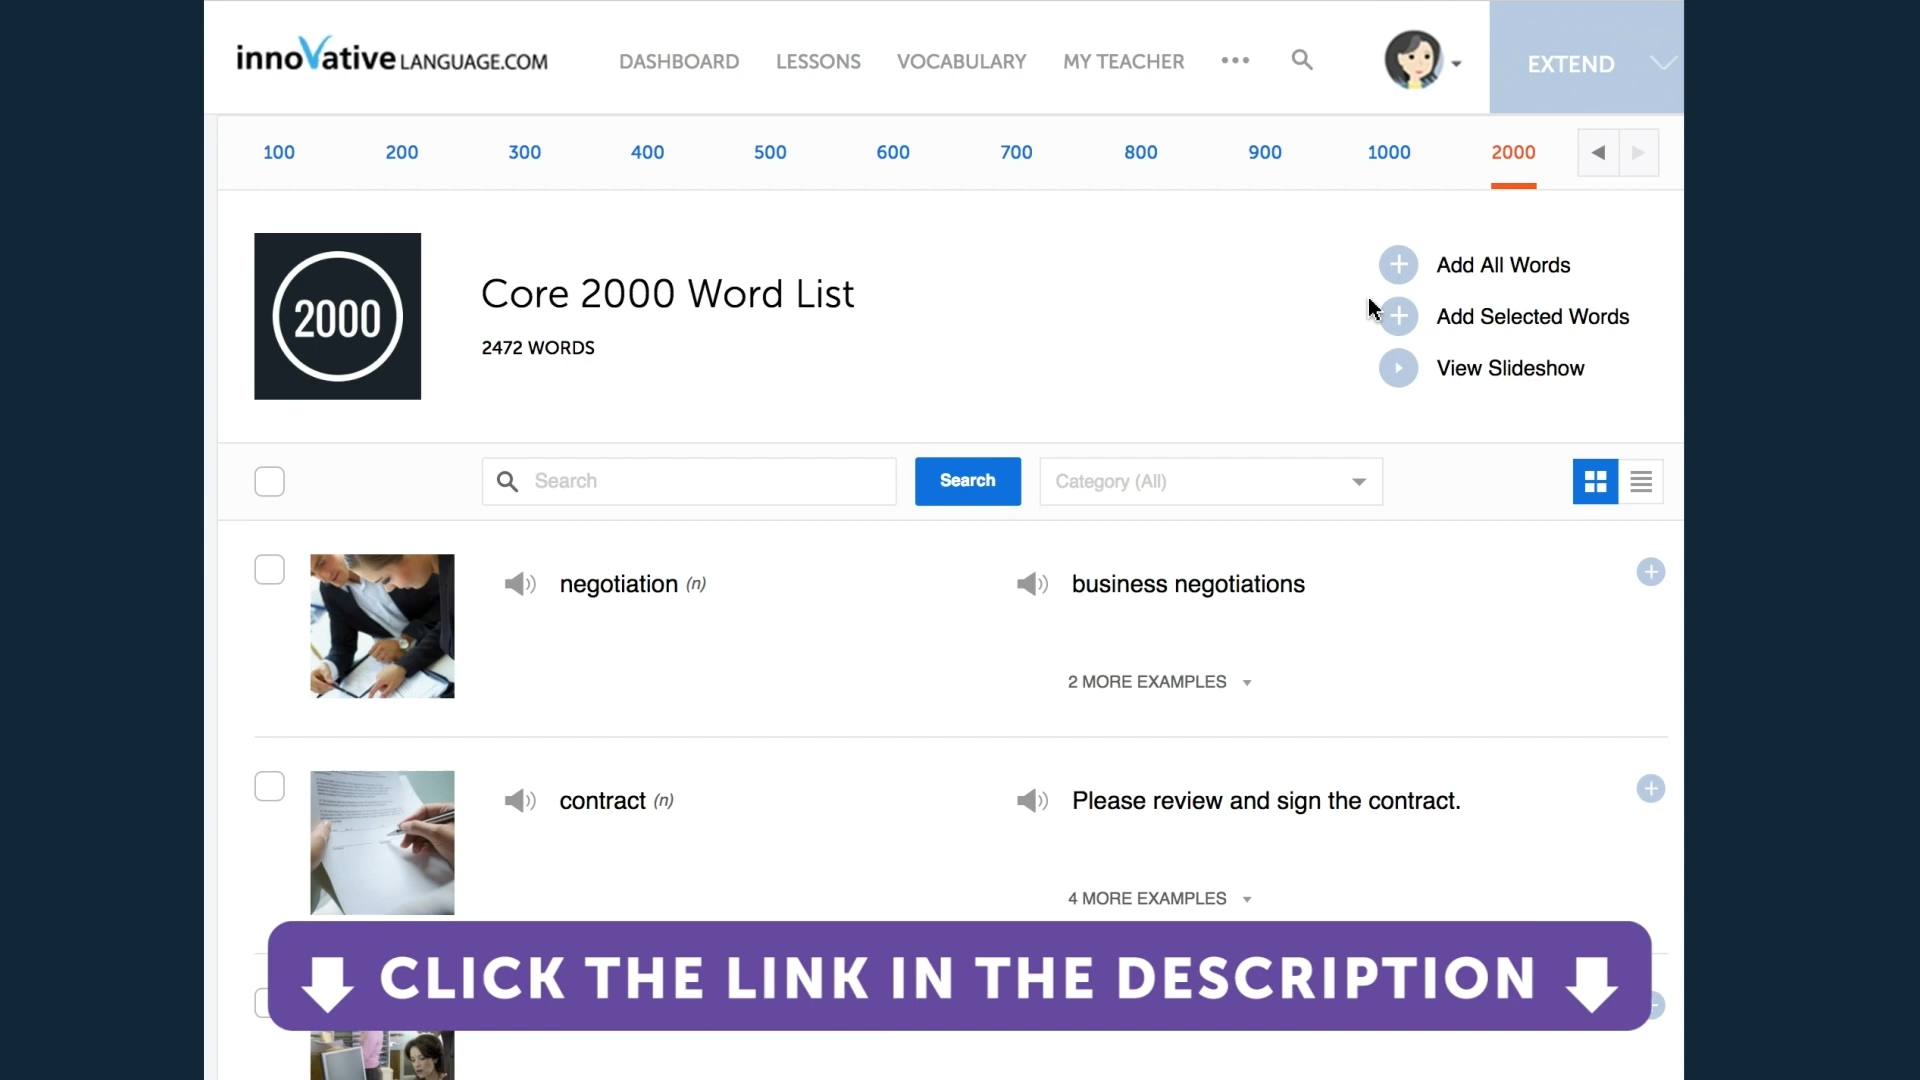 innoVative LANGUAGE.COM
DASHBOARD LESSONS VOCABULARY MY TEACHER EXTEND
100 200 300 400 500 600 700 800 900 1000 2000
2000
Core 2000 Word List
2472 WORDS
Add All Words
Add Selected Words
View Slideshow
Search Search Category (All)
negotiation (n) business negotiations
2 MORE EXAMPLES
contract (n) Please review and sign the contract.
4 MORE EXAMPLES
CLICK THE LINK IN THE DESCRIPTION